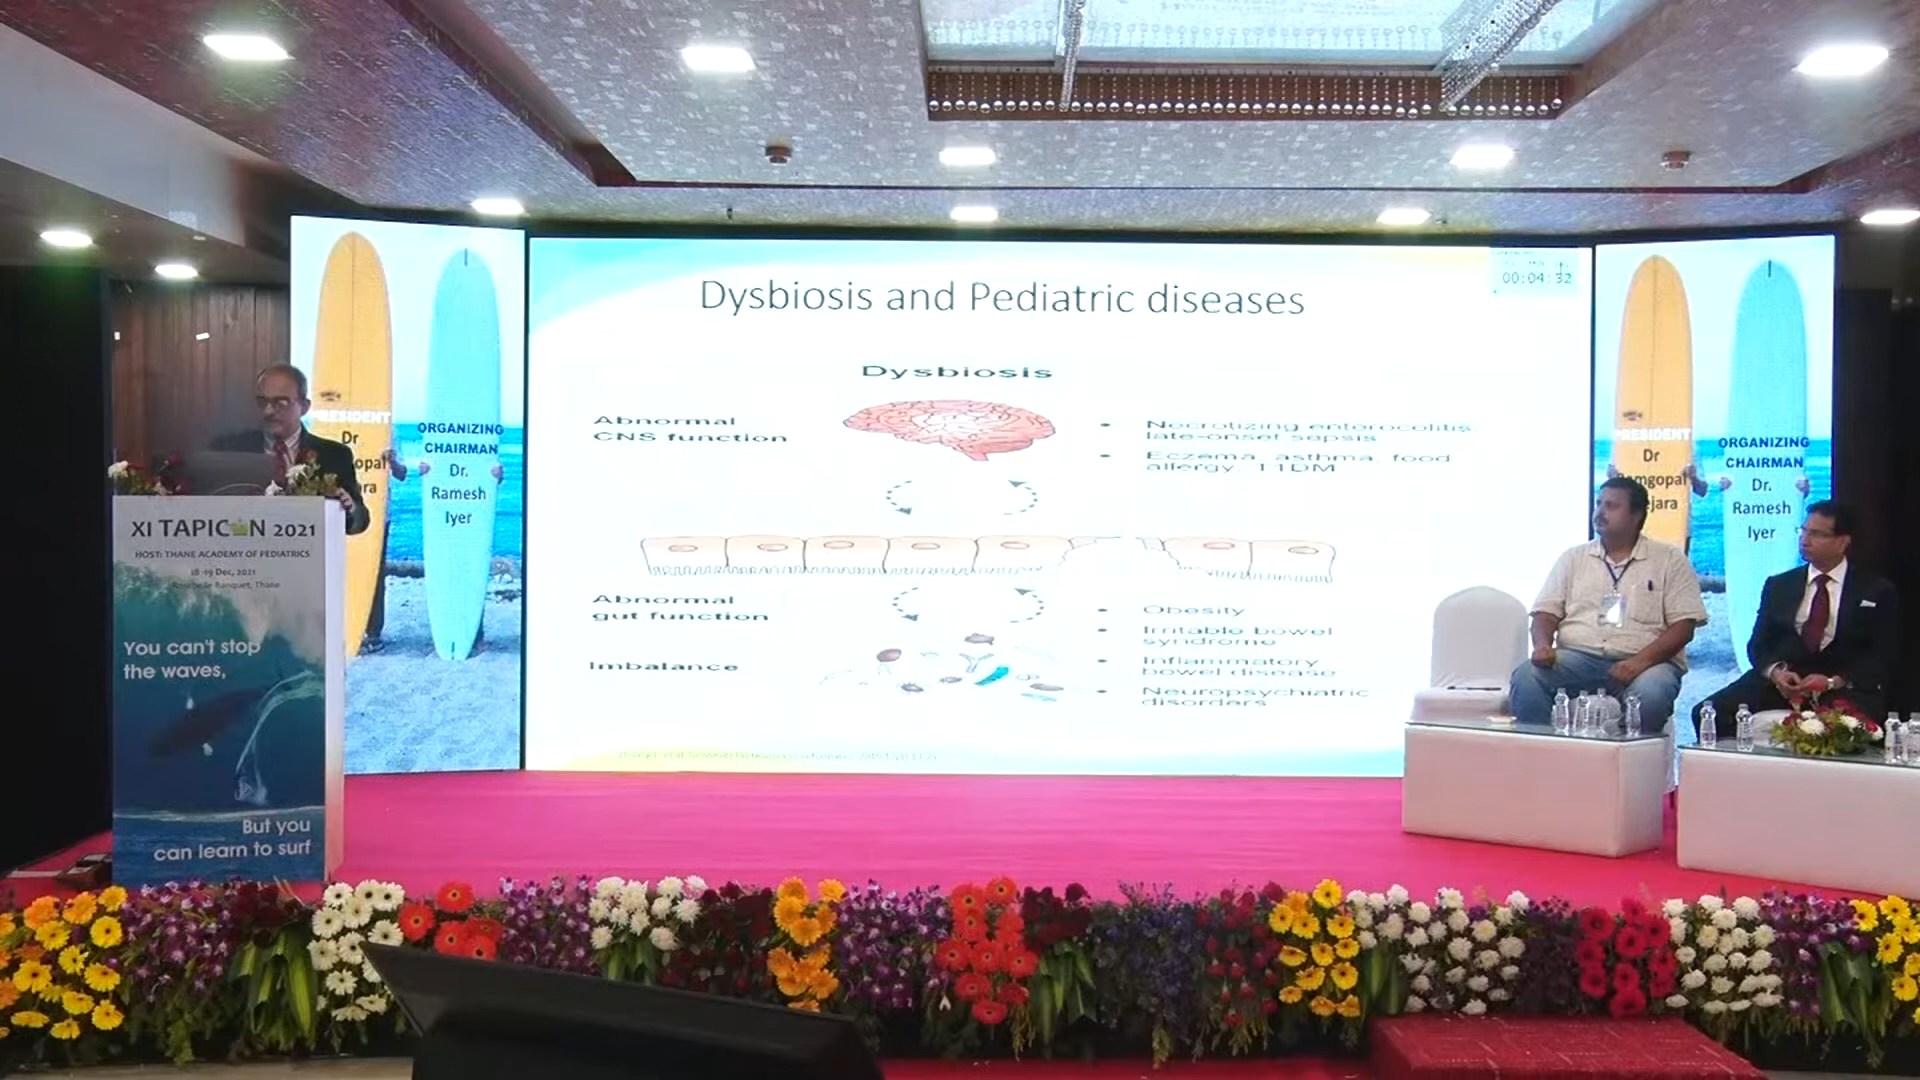 Dysbiosis and Pediatric diseases
00:04:32
Dysbiosis
Abnormal
CNS function
• Necrotizing enterocolitis
late-onset sepsis
• Eczema, asthma, food
allergy, T1DM
Abnormal
gut function
Imbalance
• Obesity
• Irritable bowel
syndrome
• Inflammatory
bowel disease
• Neuropsychiatric
disorders
PRESIDENT
Dr
ORGANIZING
CHAIRMAN
Dr.
Ramesh
Iyer
PRESIDENT
Dr
ORGANIZING
CHAIRMAN
Dr.
Ramesh
Iyer
XI TAPICON 2021
HOST: THANE ACADEMY OF PEDIATRICS
18-19 Dec, 2021
Banquet, Thane
You can't stop
the waves,
But you
can learn to surf